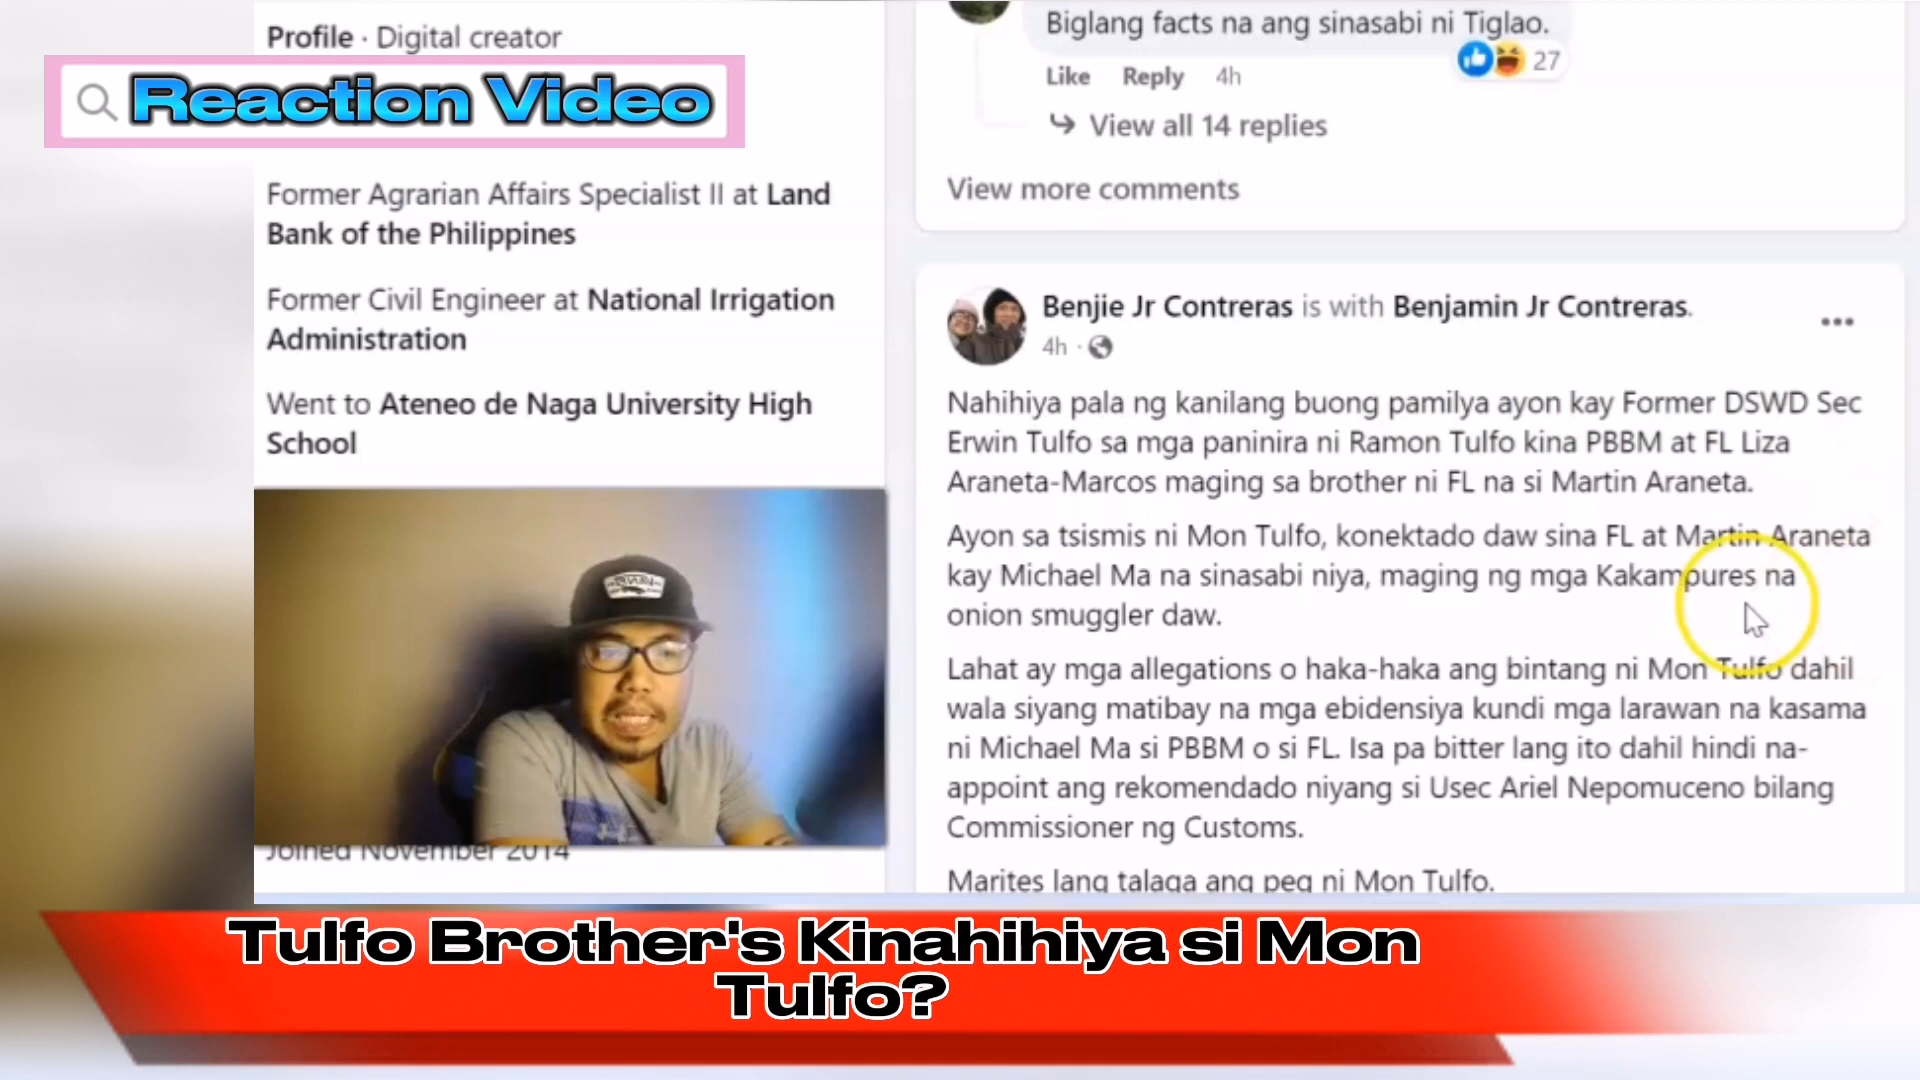 Profile · Digital creator
Reaction Video
Former Agrarian Affairs Specialist II at Land
Bank of the Philippines
Former Civil Engineer at National Irrigation
Administration
Went to Ateneo de Naga University High
School
Joined November 2014
Biglang facts na ang sinasabi ni Tiglao.
27
Like Reply 4h
View all 14 replies
View more comments
Benjie Jr Contreras is with Benjamin Jr Contreras.
4h ·
Nahihiya pala ng kanilang buong pamilya ayon kay Former DSWD Sec
Erwin Tulfo sa mga paninira ni Ramon Tulfo kina PBBM at FL Liza
Araneta-Marcos maging sa brother ni FL na si Martin Araneta.
Ayon sa tsismis ni Mon Tulfo, konektado daw sina FL at Martin Araneta
kay Michael Ma na sinasabi niya, maging ng mga Kakampures na
onion smuggler daw.
Lahat ay mga allegations o haka-haka ang bintang ni Mon Tulfo dahil
wala siyang matibay na mga ebidensiya kundi mga larawan na kasama
ni Michael Ma si PBBM o si FL. Isa pa bitter lang ito dahil hindi na-
appoint ang rekomendado niyang si Usec Ariel Nepomuceno bilang
Commissioner ng Customs.
Marites lang talaga ang peg ni Mon Tulfo.
Tulfo Brother's Kinahihiya si Mon
Tulfo?